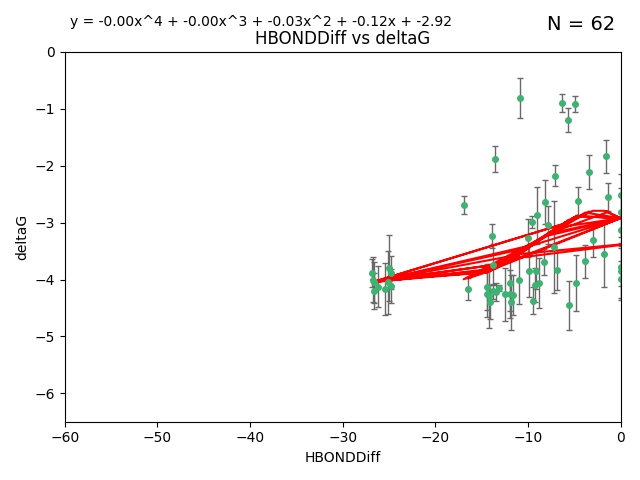 y = -0.00x^4 + -0.00x^3 + -0.03x^2 + -0.12x + -2.92
N = 62
HBONDDiff vs deltaG
0
−1
−2
−3
−4
−5
−6
deltaG
−60 −50 −40 −30 −20 −10 0
HBONDDiff